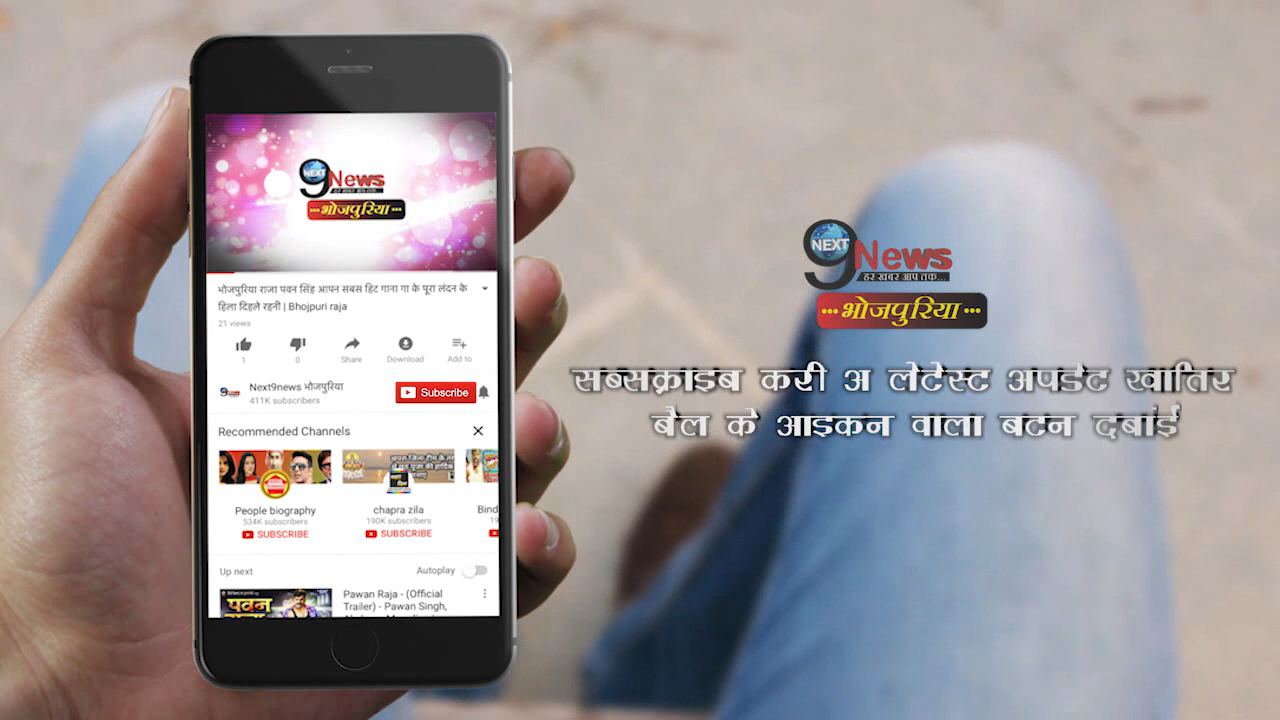 NEXT
9News
हर खबर आप तक...
भोजपुरिया
भोजपुरिया राजा पवन सिंह आपन सबस हिट गाना गा के पूरा लंदन के
हिला दिहले रहनी | Bhojpuri raja
21 views
1
0
Share
Download
Add to
Next9news भोजपुरिया
411K subscribers
Subscribe
Recommended Channels
People biography
534K subscribers
SUBSCRIBE
chapra zila
190K subscribers
SUBSCRIBE
Bind
19
Up next
Autoplay
पवन
Pawan Raja - (Official
Trailer) - Pawan Singh,
NEXT
9News
हर खबर आप तक...
भोजपुरिया
सब्सक्राइब करी अ लेटेस्ट अपडेट खातिर
बैल के आइकन वाला बटन दबांई